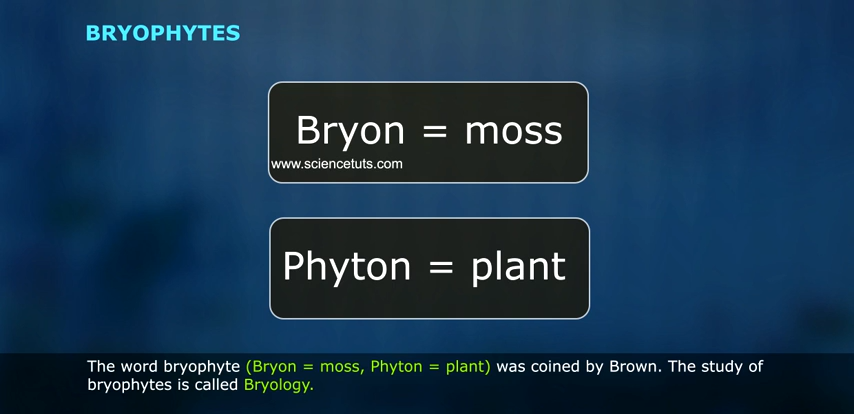 BRYOPHYTES
Bryon = moss
www.sciencetuts.com
Phyton = plant
The word bryophyte (Bryon = moss, Phyton = plant) was coined by Brown. The study of
bryophytes is called Bryology.